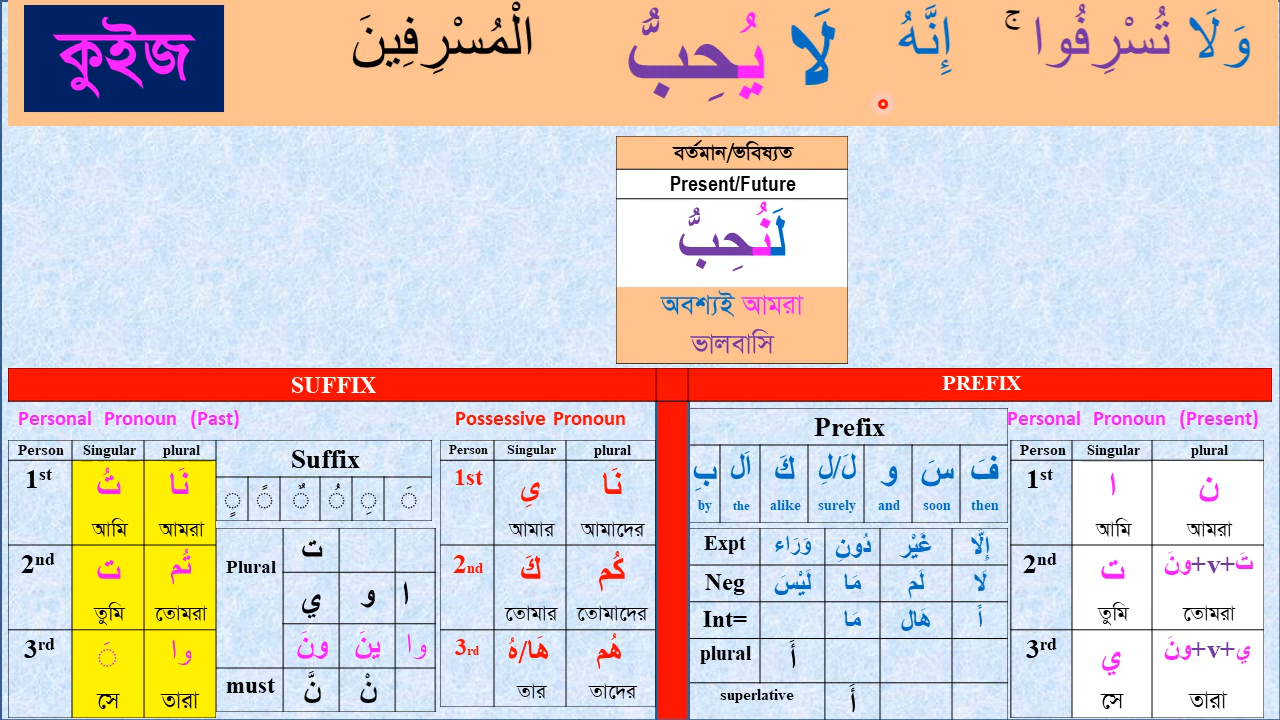 কুইজ
وَلَا تُسْرِفُوا ۚ إِنَّهُ لَا يُحِبُّ الْمُسْرِفِينَ
বর্তমান/ভবিষ্যত
Present/Future
لَنُحِبُّ
অবশ্যই আমরা
ভালবাসি
SUFFIX
Personal Pronoun (Past)
Person Singular plural
1st تُ نَا
আমি আমরা
2nd ت تُم
তুমি তোমরা
3rd َ وا
সে তারা
Suffix
ٍ ً ٌ ُ ِ َ
Plural ت
ي و ا
ونَ ينَ وا
must نَّ نْ
Possessive Pronoun
Person Singular plural
1st ىِ نَا
আমার আমাদের
2nd كَ كُم
তোমার তোমাদের
3rd هَا/هُ هُم
তার তাদের
PREFIX
Prefix
بِ اَل كَ لَ/لِ و سَ فَ
by the alike surely and soon then
Expt وَرَاء دُونِ غَيْر إِلَّا
Neg لَيْسَ مَا لَم لَا
Int= مَا هَال أَ
plural أَ
superlative أَ
Personal Pronoun (Present)
Person Singular plural
1st ا ن
আমি আমরা
2nd ت تَ+v+ونَ
তুমি তোমরা
3rd ي ي+v+ونَ
সে তারা